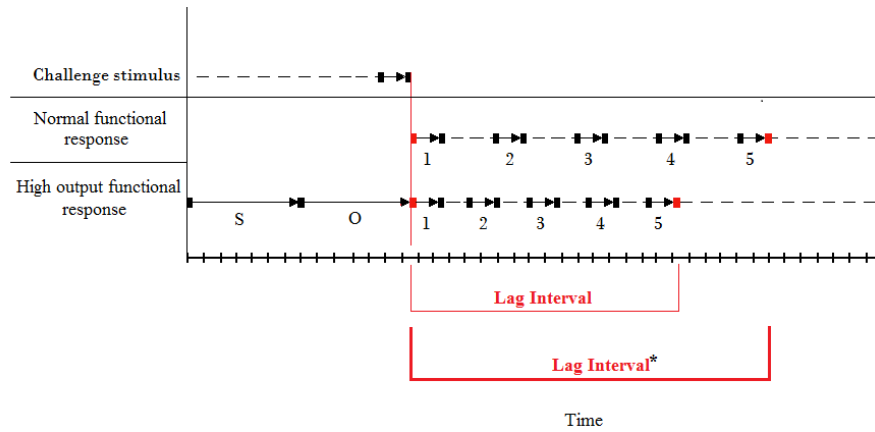 Challenge stimulus
Normal functional
response
1 2 3 4 5
High output functional
response
S O 1 2 3 4 5
Lag Interval
Lag Interval*
Time